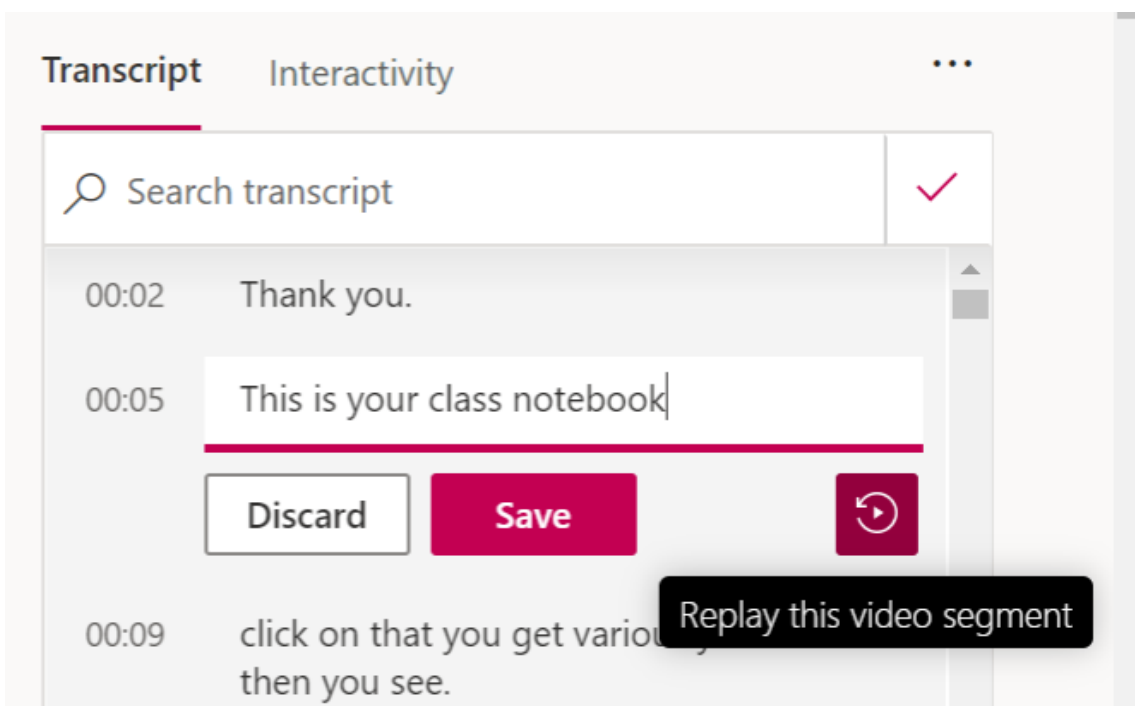 Transcript Interactivity ...
Search transcript
00:02 Thank you.
00:05 This is your class notebook
Discard Save
Replay this video segment
00:09 click on that you get
then you see.